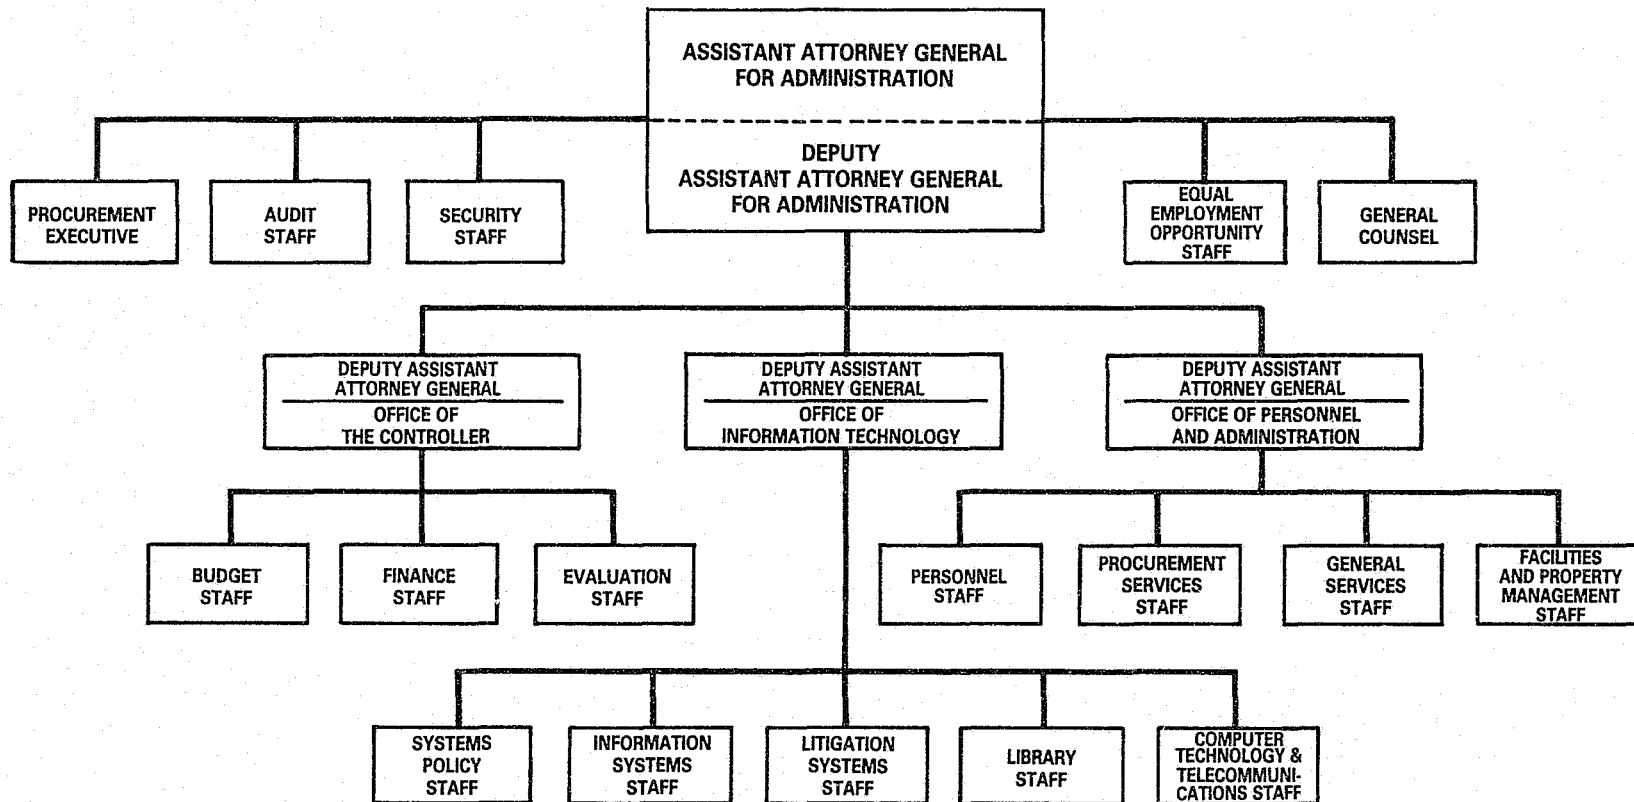 ASSISTANT ATTORNEY GENERAL
FOR ADMINISTRATION
DEPUTY
ASSISTANT ATTORNEY GENERAL
FOR ADMINISTRATION
PROCUREMENT
EXECUTIVE
AUDIT
STAFF
SECURITY
STAFF
EQUAL
EMPLOYMENT
OPPORTUNITY
STAFF
GENERAL
COUNSEL
DEPUTY ASSISTANT
ATTORNEY GENERAL
OFFICE OF
THE CONTROLLER
DEPUTY ASSISTANT
ATTORNEY GENERAL
OFFICE OF
INFORMATION TECHNOLOGY
DEPUTY ASSISTANT
ATTORNEY GENERAL
OFFICE OF PERSONNEL
AND ADMINISTRATION
BUDGET
STAFF
FINANCE
STAFF
EVALUATION
STAFF
PERSONNEL
STAFF
PROCUREMENT
SERVICES
STAFF
GENERAL
SERVICES
STAFF
FACILITIES
AND PROPERTY
MANAGEMENT
STAFF
SYSTEMS
POLICY
STAFF
INFORMATION
SYSTEMS
STAFF
LITIGATION
SYSTEMS
STAFF
LIBRARY
STAFF
COMPUTER
TECHNOLOGY &
TELECOMMUNI-
CATIONS STAFF